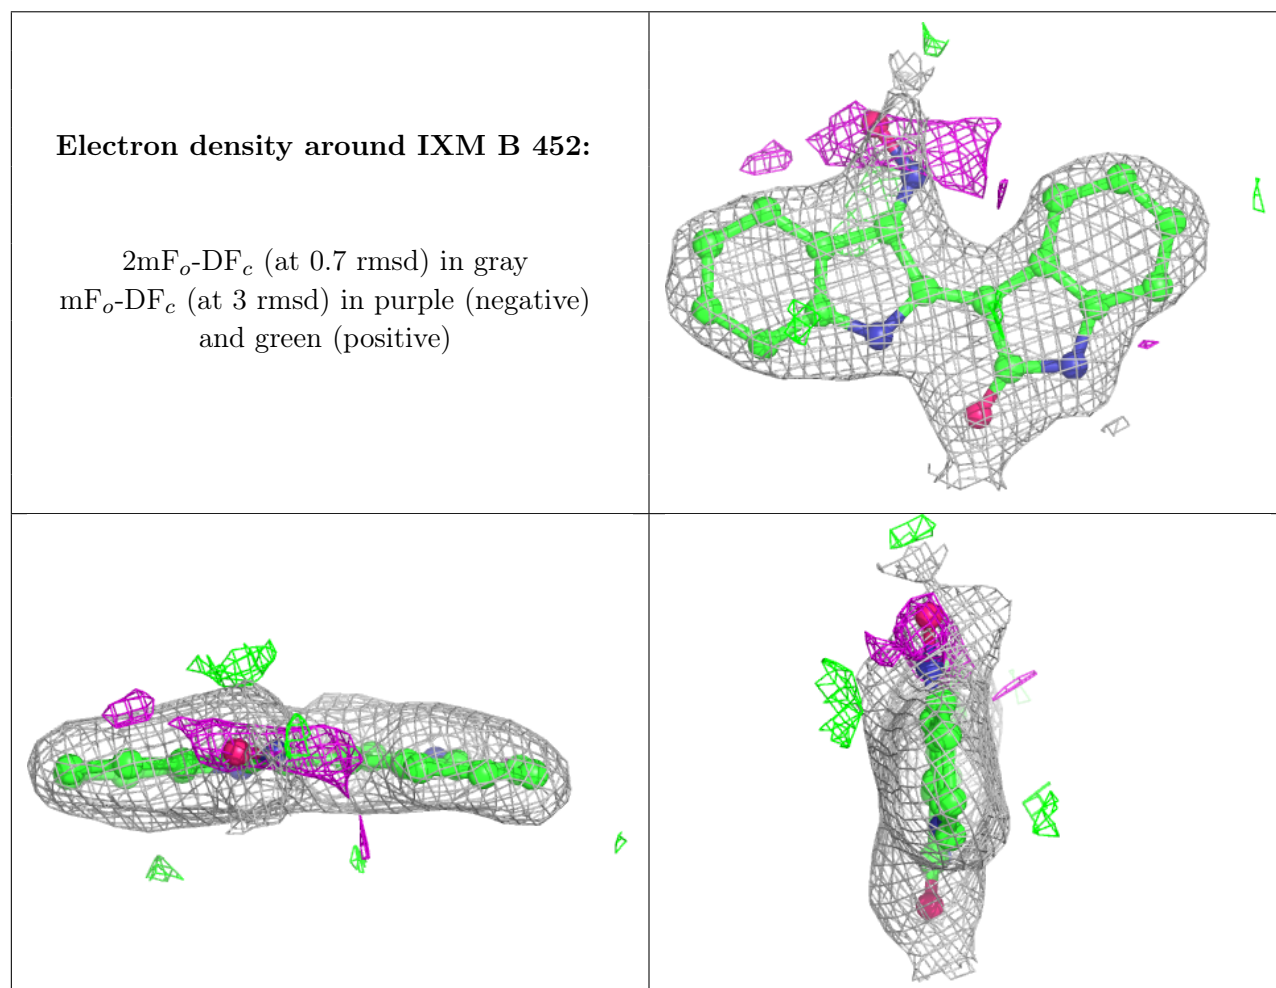 Electron density around IXM B 452:
2mFo-DFc (at 0.7 rmsd) in gray
mFo-DFc (at 3 rmsd) in purple (negative)
and green (positive)